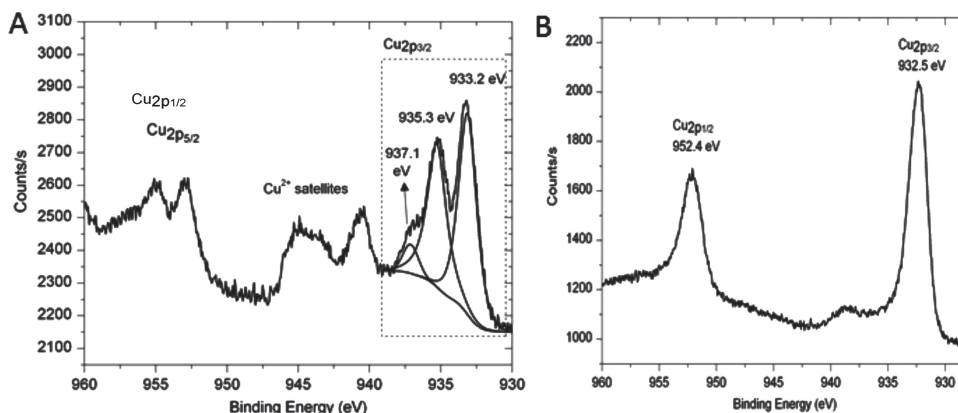 A
3100
3000
2900
2800
2700
2600
2500
2400
2300
2200
2100
Counts/s
960 955 950 945 940 935 930
Binding Energy (eV)
Cu2p1/2
Cu2p5/2
Cu2+ satellites
Cu2p3/2
933.2 eV
935.3 eV
937.1
eV
B
2200
2000
1800
1600
1400
1200
1000
Counts/s
960 955 950 945 940 935 930
Binding Energy (eV)
Cu2p1/2
952.4 eV
Cu2p3/2
932.5 eV